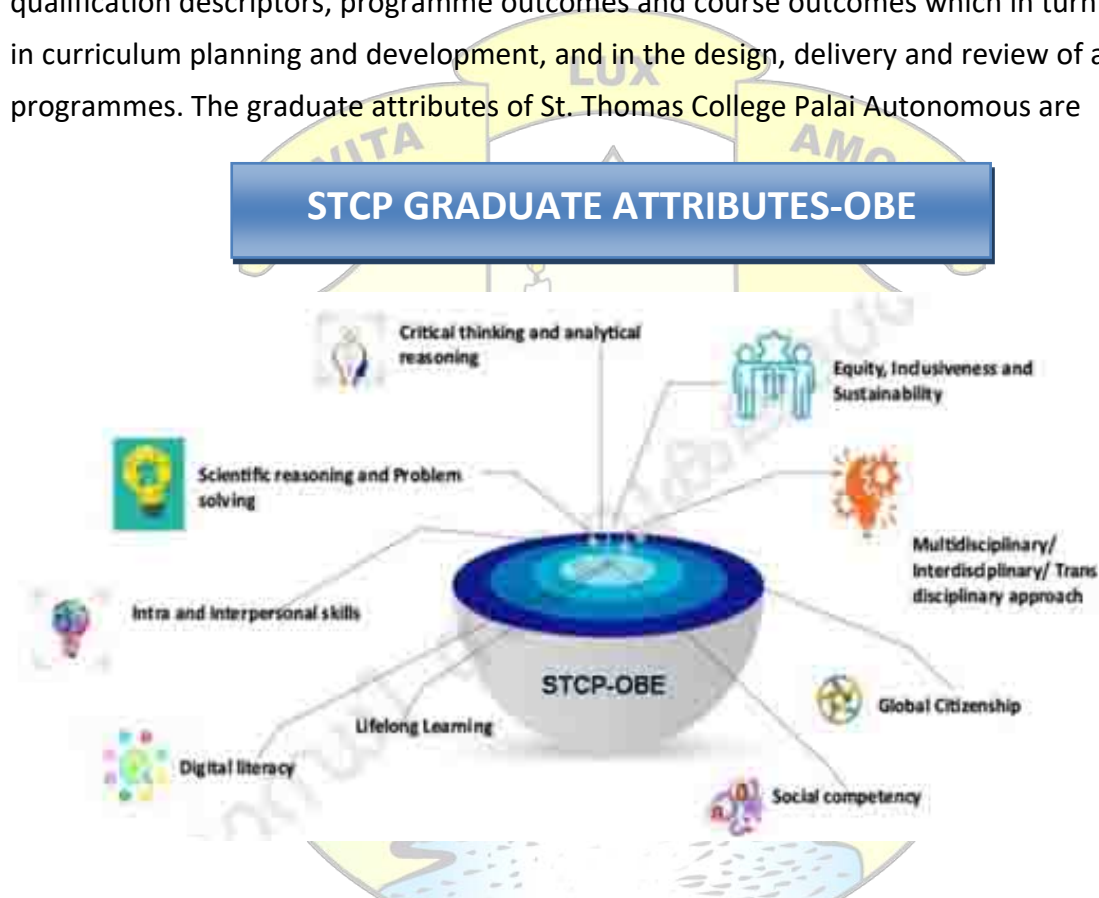 qualification descriptors, programme outcomes and course outcomes which in turn
in curriculum planning and development, and in the design, delivery and review of a
programmes. The graduate attributes of St. Thomas College Palai Autonomous are
LUX
VITA
AMO
STCP GRADUATE ATTRIBUTES-OBE
Critical thinking and analytical
reasoning
Equity, Inclusiveness and
Sustainability
Scientific reasoning and Problem
solving
Multidisciplinary/
Interdisciplinary/ Trans
disciplinary approach
Intra and Interpersonal skills
STCP-OBE
Global Citizenship
Lifelong Learning
Digital literacy
Social competency